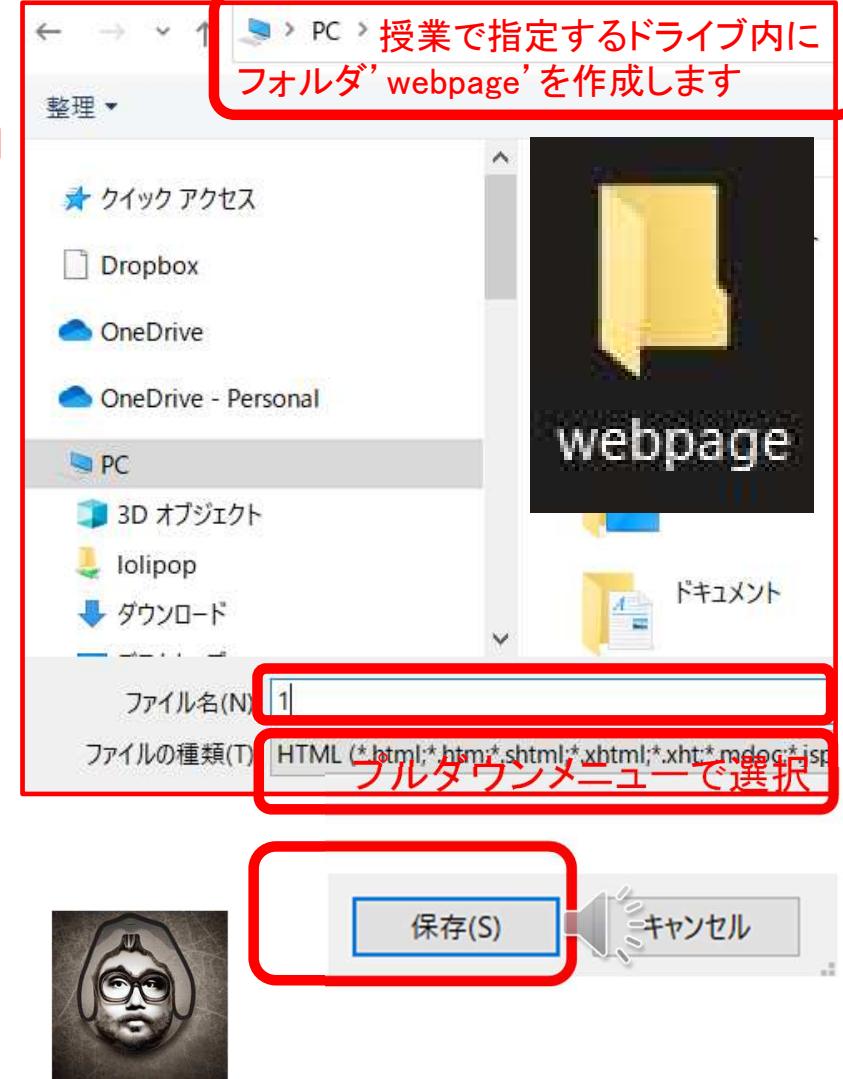 PC
授業で指定するドライブ内に
フォルダ’webpage’を作成します
整理
クイック アクセス
Dropbox
OneDrive
OneDrive - Personal
PC
3D オブジェクト
lolipop
ダウンロード
webpage
ドキュメント
ファイル名(N) 1
ファイルの種類(T) HTML (*.html;*.htm;*.shtml;*.xhtml;*.xht;*.mdoc;*.jsp
プルダウンメニューで選択
保存(S) キャンセル